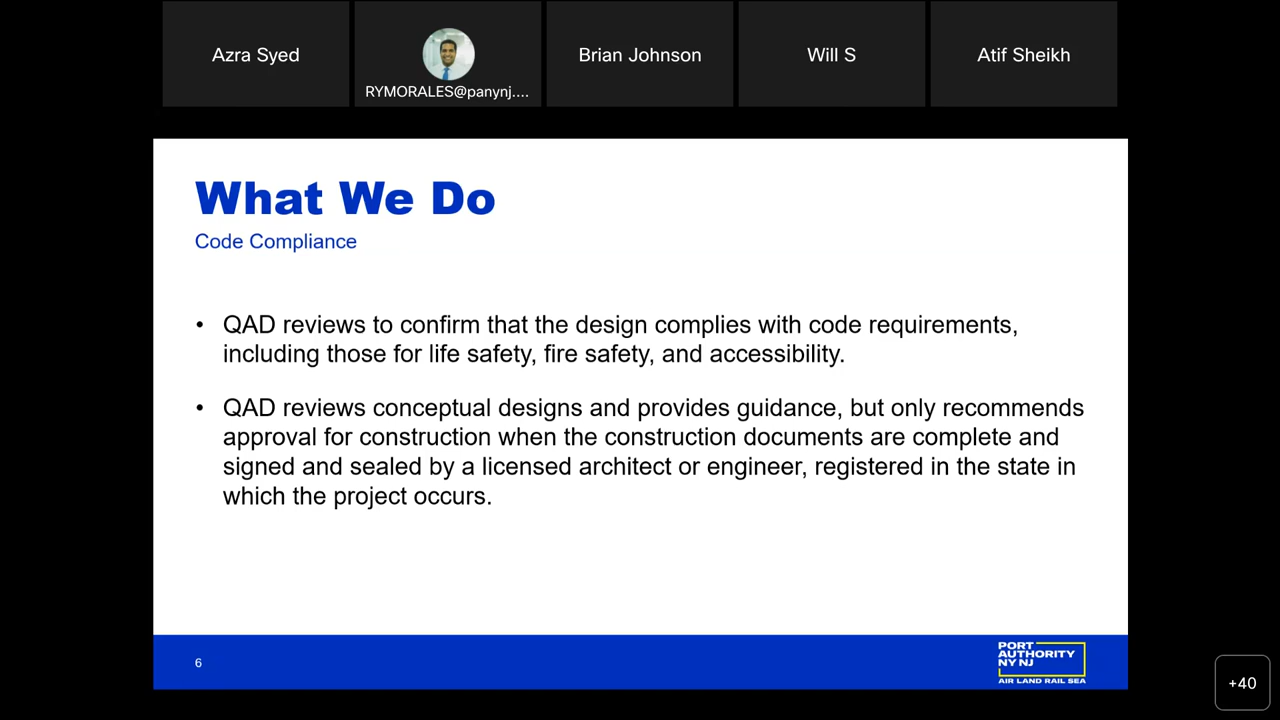 Azra Syed
RYMORALES@panynj....
Brian Johnson
Will S
Atif Sheikh
What We Do
Code Compliance
• QAD reviews to confirm that the design complies with code requirements,
including those for life safety, fire safety, and accessibility.
• QAD reviews conceptual designs and provides guidance, but only recommends
approval for construction when the construction documents are complete and
signed and sealed by a licensed architect or engineer, registered in the state in
which the project occurs.
6
PORT
AUTHORITY
NY NJ
AIR LAND RAIL SEA
+40